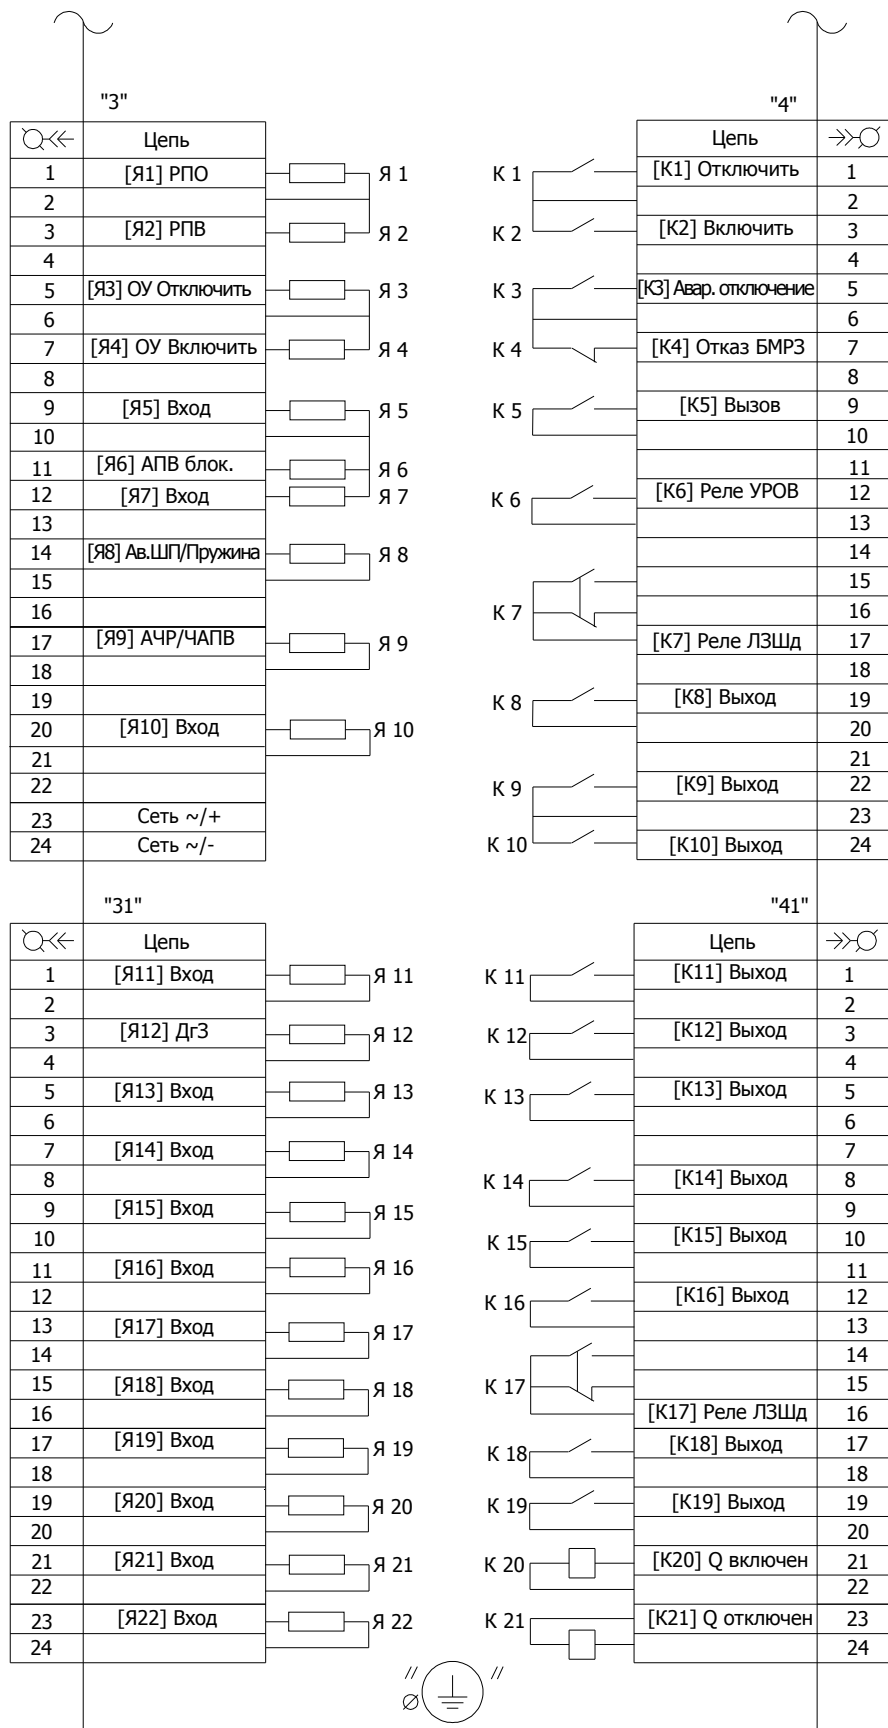 "3"
Цепь
1 [Я1] РПО Я 1
2
3 [Я2] РПВ Я 2
4
5 [Я3] ОУ Отключить Я 3
6
7 [Я4] ОУ Включить Я 4
8
9 [Я5] Вход Я 5
10
11 [Я6] АПВ блок. Я 6
12 [Я7] Вход Я 7
13
14 [Я8] Ав.ШП/Пружина Я 8
15
16
17 [Я9] АЧР/ЧАПВ Я 9
18
19
20 [Я10] Вход Я 10
21
22
23 Сеть ~/+
24 Сеть ~/-
"4"
Цепь
К 1 [К1] Отключить 1
2
К 2 [К2] Включить 3
4
К 3 [К3] Авар. отключение 5
6
К 4 [К4] Отказ БМРЗ 7
8
К 5 [К5] Вызов 9
10
11
К 6 [К6] Реле УРОВ 12
13
14
15
К 7 16
[К7] Реле ЛЗШд 17
18
К 8 [К8] Выход 19
20
21
К 9 [К9] Выход 22
23
К 10 [К10] Выход 24
"31"
Цепь
1 [Я11] Вход Я 11
2
3 [Я12] ДгЗ Я 12
4
5 [Я13] Вход Я 13
6
7 [Я14] Вход Я 14
8
9 [Я15] Вход Я 15
10
11 [Я16] Вход Я 16
12
13 [Я17] Вход Я 17
14
15 [Я18] Вход Я 18
16
17 [Я19] Вход Я 19
18
19 [Я20] Вход Я 20
20
21 [Я21] Вход Я 21
22
23 [Я22] Вход Я 22
24
"41"
Цепь
К 11 [К11] Выход 1
2
К 12 [К12] Выход 3
4
К 13 [К13] Выход 5
6
7
К 14 [К14] Выход 8
9
К 15 [К15] Выход 10
11
К 16 [К16] Выход 12
13
14
К 17 15
[К17] Реле ЛЗШд 16
К 18 [К18] Выход 17
18
К 19 [К19] Выход 19
20
К 20 [К20] Q включен 21
22
К 21 [К21] Q отключен 23
24